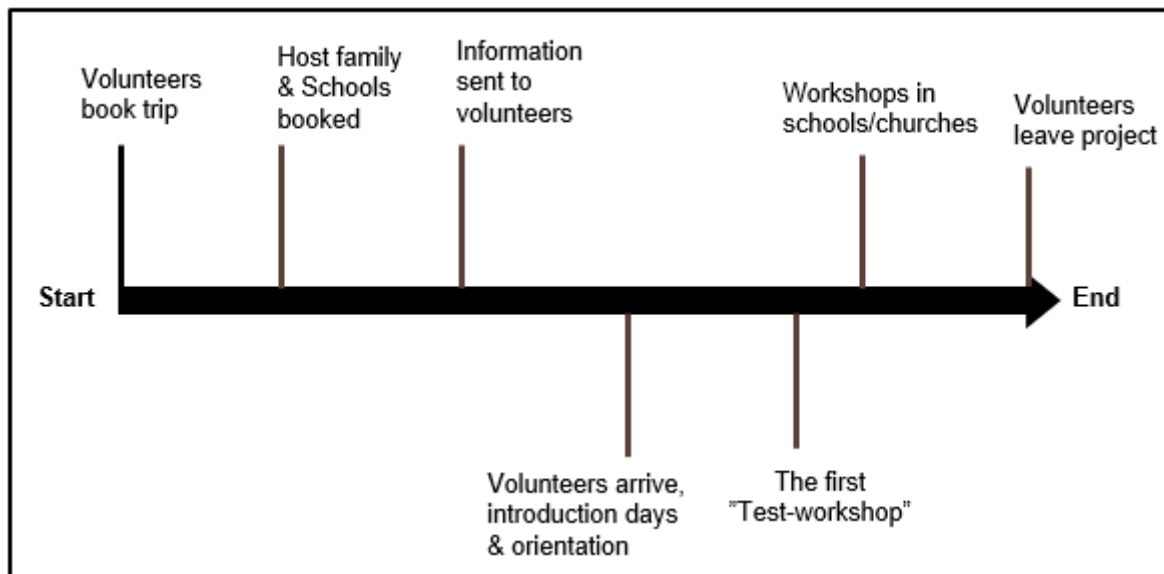 Volunteers
book trip
Host family
& Schools
booked
Information
sent to
volunteers
Workshops in
schools/churches
Volunteers
leave project
Start
End
Volunteers arrive,
introduction days
& orientation
The first
"Test-workshop"